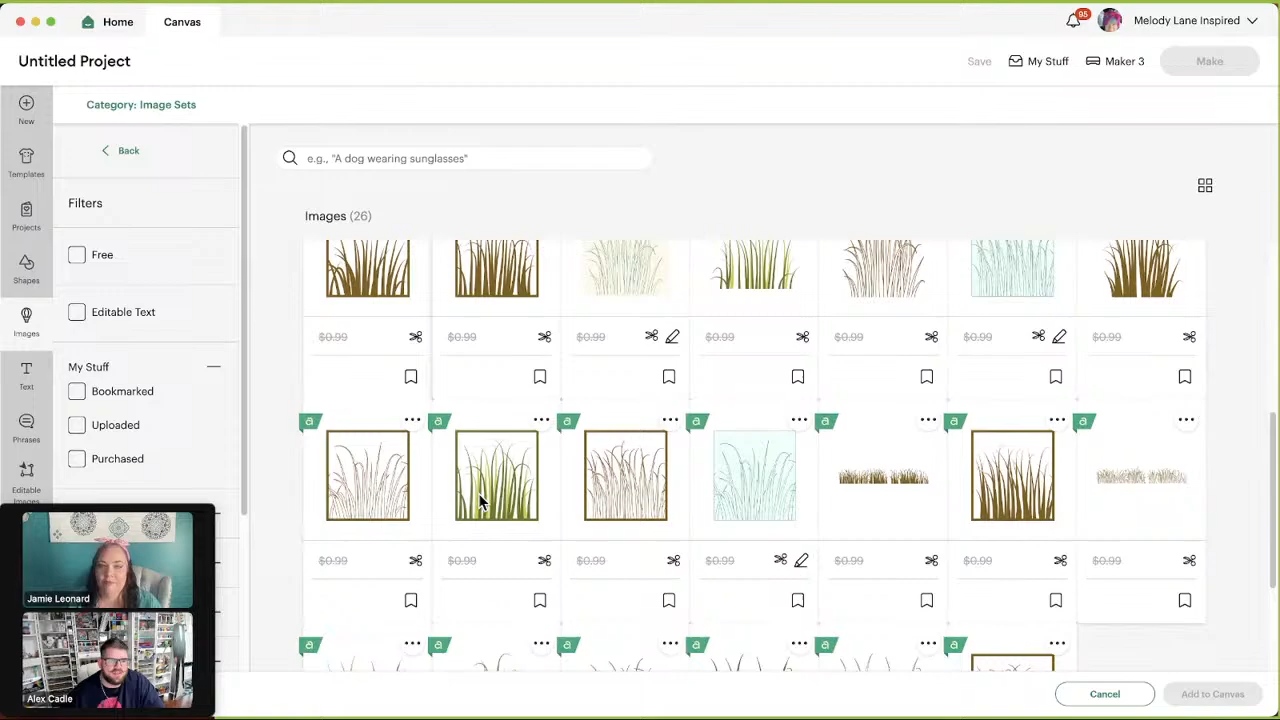 Home
Canvas
95
Melody Lane Inspired
Untitled Project
Save
My Stuff
Maker 3
Make
New
Templates
Projects
Shapes
Images
Text
Phrases
Editable
Images
Category: Image Sets
Back
Filters
Free
Editable Text
My Stuff
Bookmarked
Uploaded
Purchased
e.g., "A dog wearing sunglasses"
Images (26)
$0.99 $0.99 $0.99 $0.99 $0.99 $0.99 $0.99
a a a a a a a
$0.99 $0.99 $0.99 $0.99 $0.99 $0.99 $0.99
a a a a a a
Jamie Leonard
Alex Cadle
Cancel
Add to Canvas